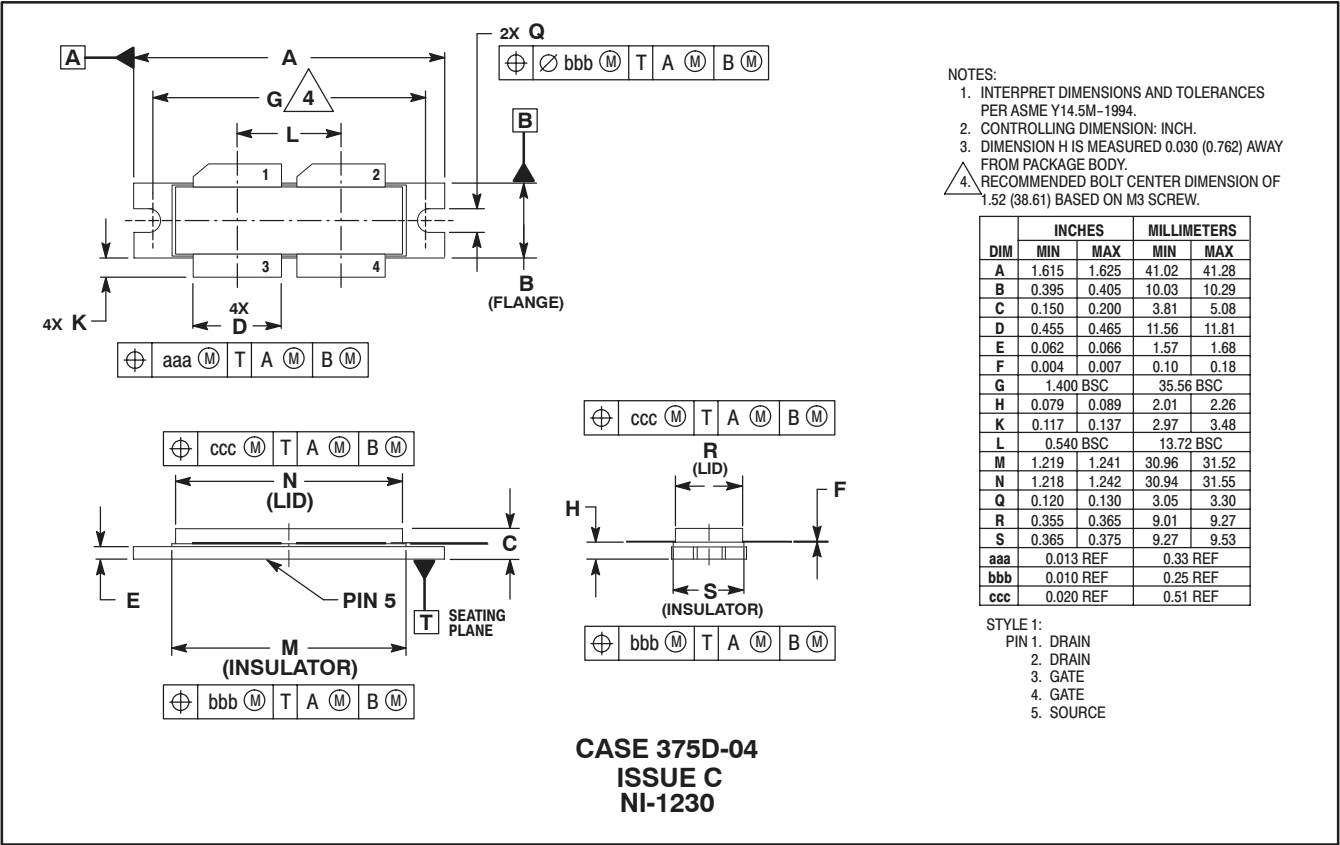 A
A
G 4
L
2X Q
⌖ ∅ bbb Ⓜ T A Ⓜ B Ⓜ
B
1
2
3
4
B
(FLANGE)
4X K
4X
D
⌖ aaa Ⓜ T A Ⓜ B Ⓜ
⌖ ccc Ⓜ T A Ⓜ B Ⓜ
N
(LID)
C
E
PIN 5
T SEATING
PLANE
M
(INSULATOR)
⌖ bbb Ⓜ T A Ⓜ B Ⓜ
⌖ ccc Ⓜ T A Ⓜ B Ⓜ
R
(LID)
H
F
S
(INSULATOR)
⌖ bbb Ⓜ T A Ⓜ B Ⓜ
NOTES:
1. INTERPRET DIMENSIONS AND TOLERANCES
PER ASME Y14.5M-1994.
2. CONTROLLING DIMENSION: INCH.
3. DIMENSION H IS MEASURED 0.030 (0.762) AWAY
FROM PACKAGE BODY.
4. RECOMMENDED BOLT CENTER DIMENSION OF
1.52 (38.61) BASED ON M3 SCREW.
INCHES MILLIMETERS
DIM MIN MAX MIN MAX
A 1.615 1.625 41.02 41.28
B 0.395 0.405 10.03 10.29
C 0.150 0.200 3.81 5.08
D 0.455 0.465 11.56 11.81
E 0.062 0.066 1.57 1.68
F 0.004 0.007 0.10 0.18
G 1.400 BSC 35.56 BSC
H 0.079 0.089 2.01 2.26
K 0.117 0.137 2.97 3.48
L 0.540 BSC 13.72 BSC
M 1.219 1.241 30.96 31.52
N 1.218 1.242 30.94 31.55
Q 0.120 0.130 3.05 3.30
R 0.355 0.365 9.01 9.27
S 0.365 0.375 9.27 9.53
aaa 0.013 REF 0.33 REF
bbb 0.010 REF 0.25 REF
ccc 0.020 REF 0.51 REF
STYLE 1:
PIN 1. DRAIN
2. DRAIN
3. GATE
4. GATE
5. SOURCE
CASE 375D-04
ISSUE C
NI-1230